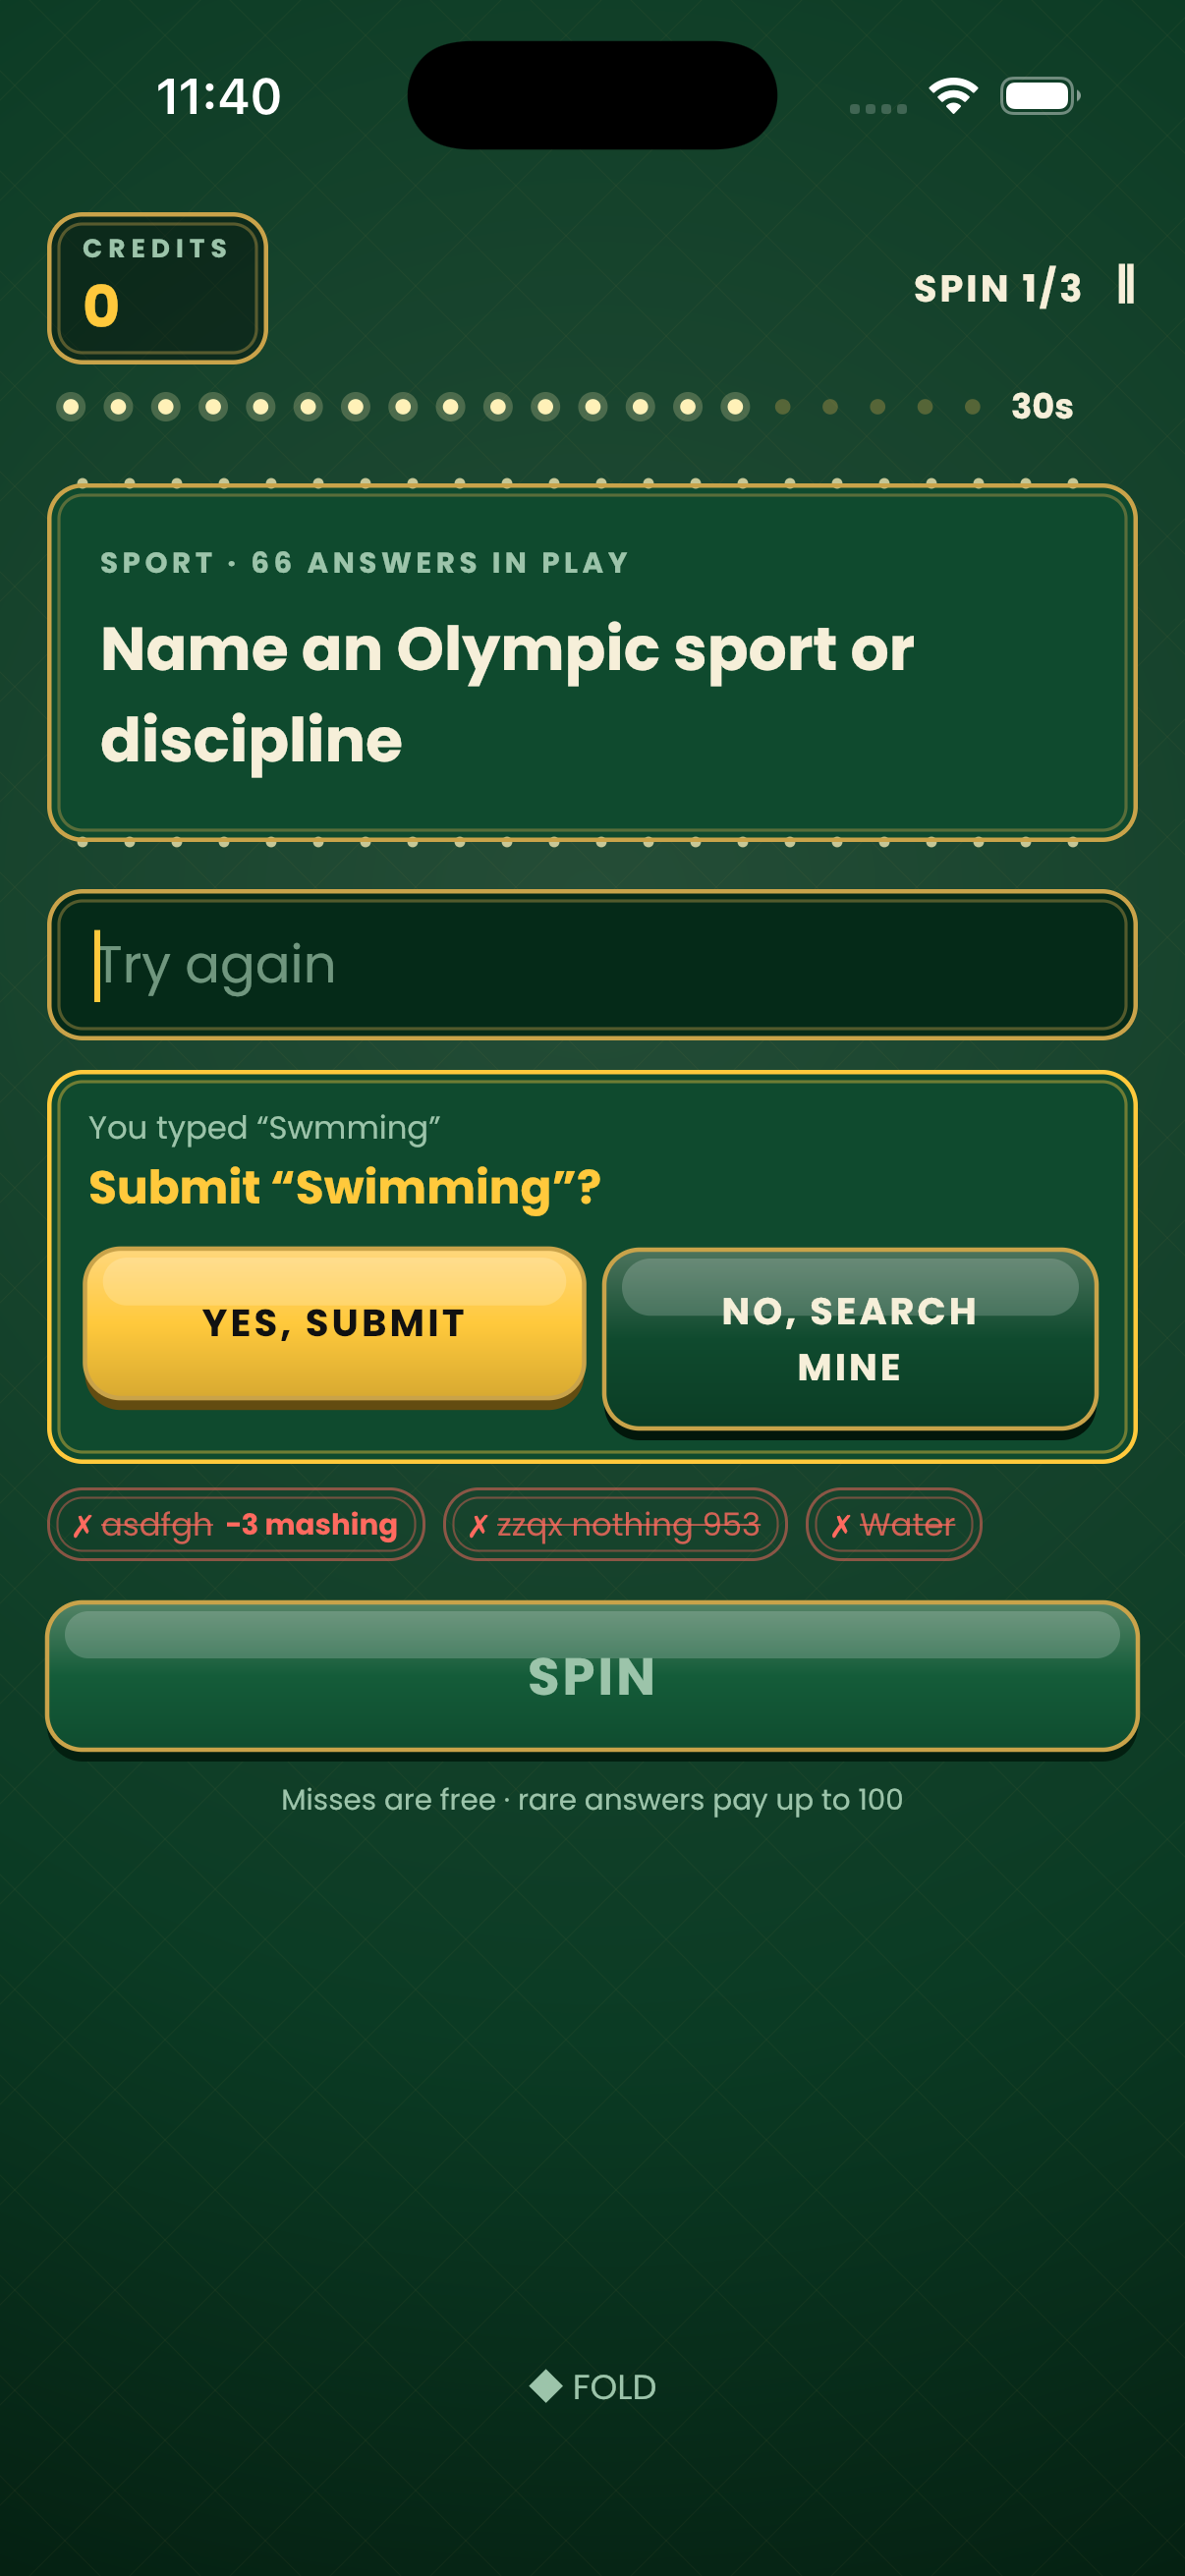 11:40
CREDITS
0
SPIN 1/3
30s
SPORT · 66 ANSWERS IN PLAY
Name an Olympic sport or
discipline
Try again
You typed “Swmming”
Submit “Swimming”?
YES, SUBMIT
NO, SEARCH
MINE
✗ asdfgh -3 mashing
✗ zzqx nothing 953
✗ Water
SPIN
Misses are free · rare answers pay up to 100
◆ FOLD